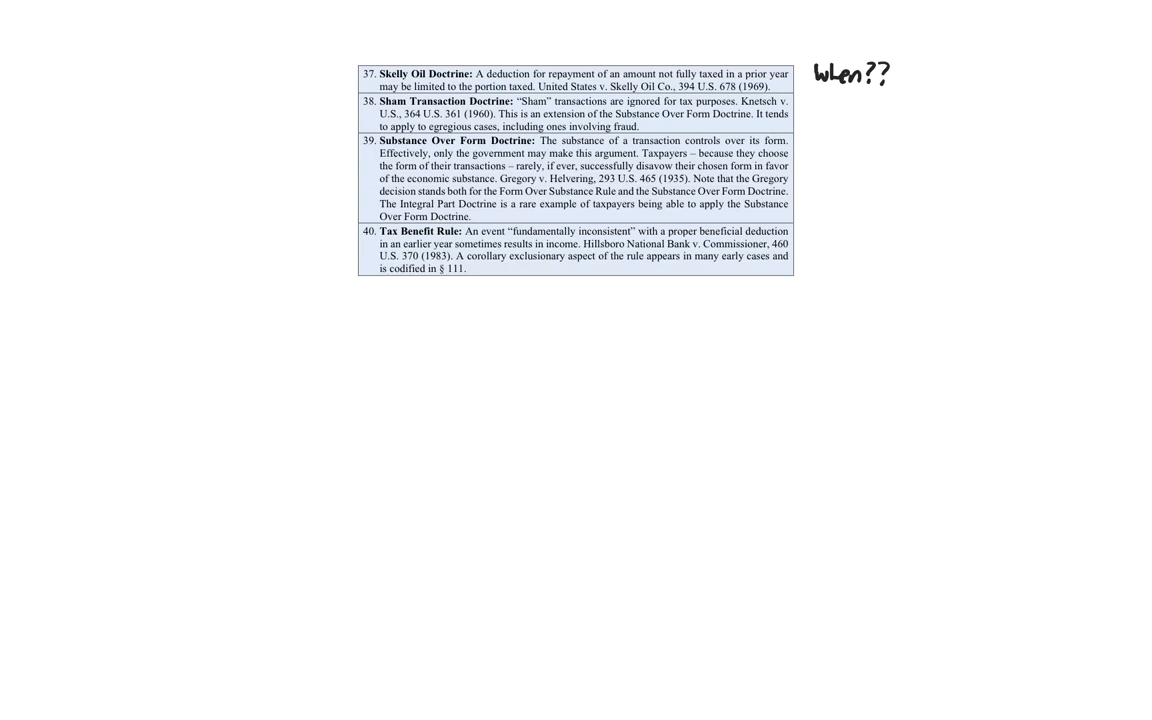 37. Skelly Oil Doctrine: A deduction for repayment of an amount not fully taxed in a prior year
may be limited to the portion taxed. United States v. Skelly Oil Co., 394 U.S. 678 (1969).
When??
38. Sham Transaction Doctrine: “Sham” transactions are ignored for tax purposes. Knetsch v.
U.S., 364 U.S. 361 (1960). This is an extension of the Substance Over Form Doctrine. It tends
to apply to egregious cases, including ones involving fraud.
39. Substance Over Form Doctrine: The substance of a transaction controls over its form.
Effectively, only the government may make this argument. Taxpayers – because they choose
the form of their transactions – rarely, if ever, successfully disavow their chosen form in favor
of the economic substance. Gregory v. Helvering, 293 U.S. 465 (1935). Note that the Gregory
decision stands both for the Form Over Substance Rule and the Substance Over Form Doctrine.
The Integral Part Doctrine is a rare example of taxpayers being able to apply the Substance
Over Form Doctrine.
40. Tax Benefit Rule: An event “fundamentally inconsistent” with a proper beneficial deduction
in an earlier year sometimes results in income. Hillsboro National Bank v. Commissioner, 460
U.S. 370 (1983). A corollary exclusionary aspect of the rule appears in many early cases and
is codified in § 111.